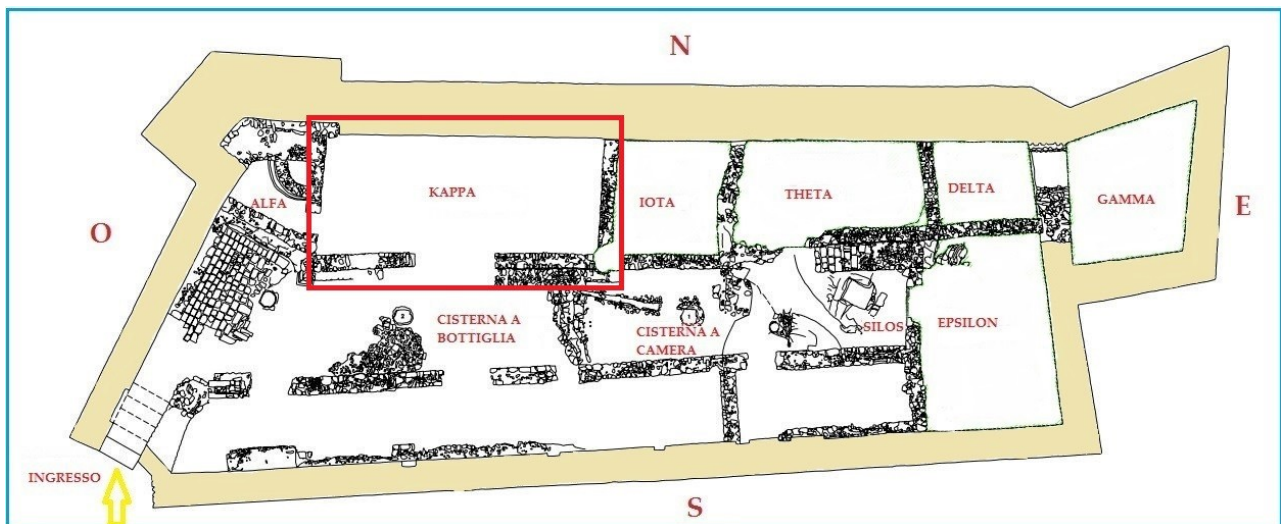 N
KAPPA
ALFA
IOTA
THETA
DELTA
GAMMA
O
E
CISTERNA A
BOTTIGLIA
CISTERNA A
CAMERA
SILOS
EPSILON
INGRESSO
S